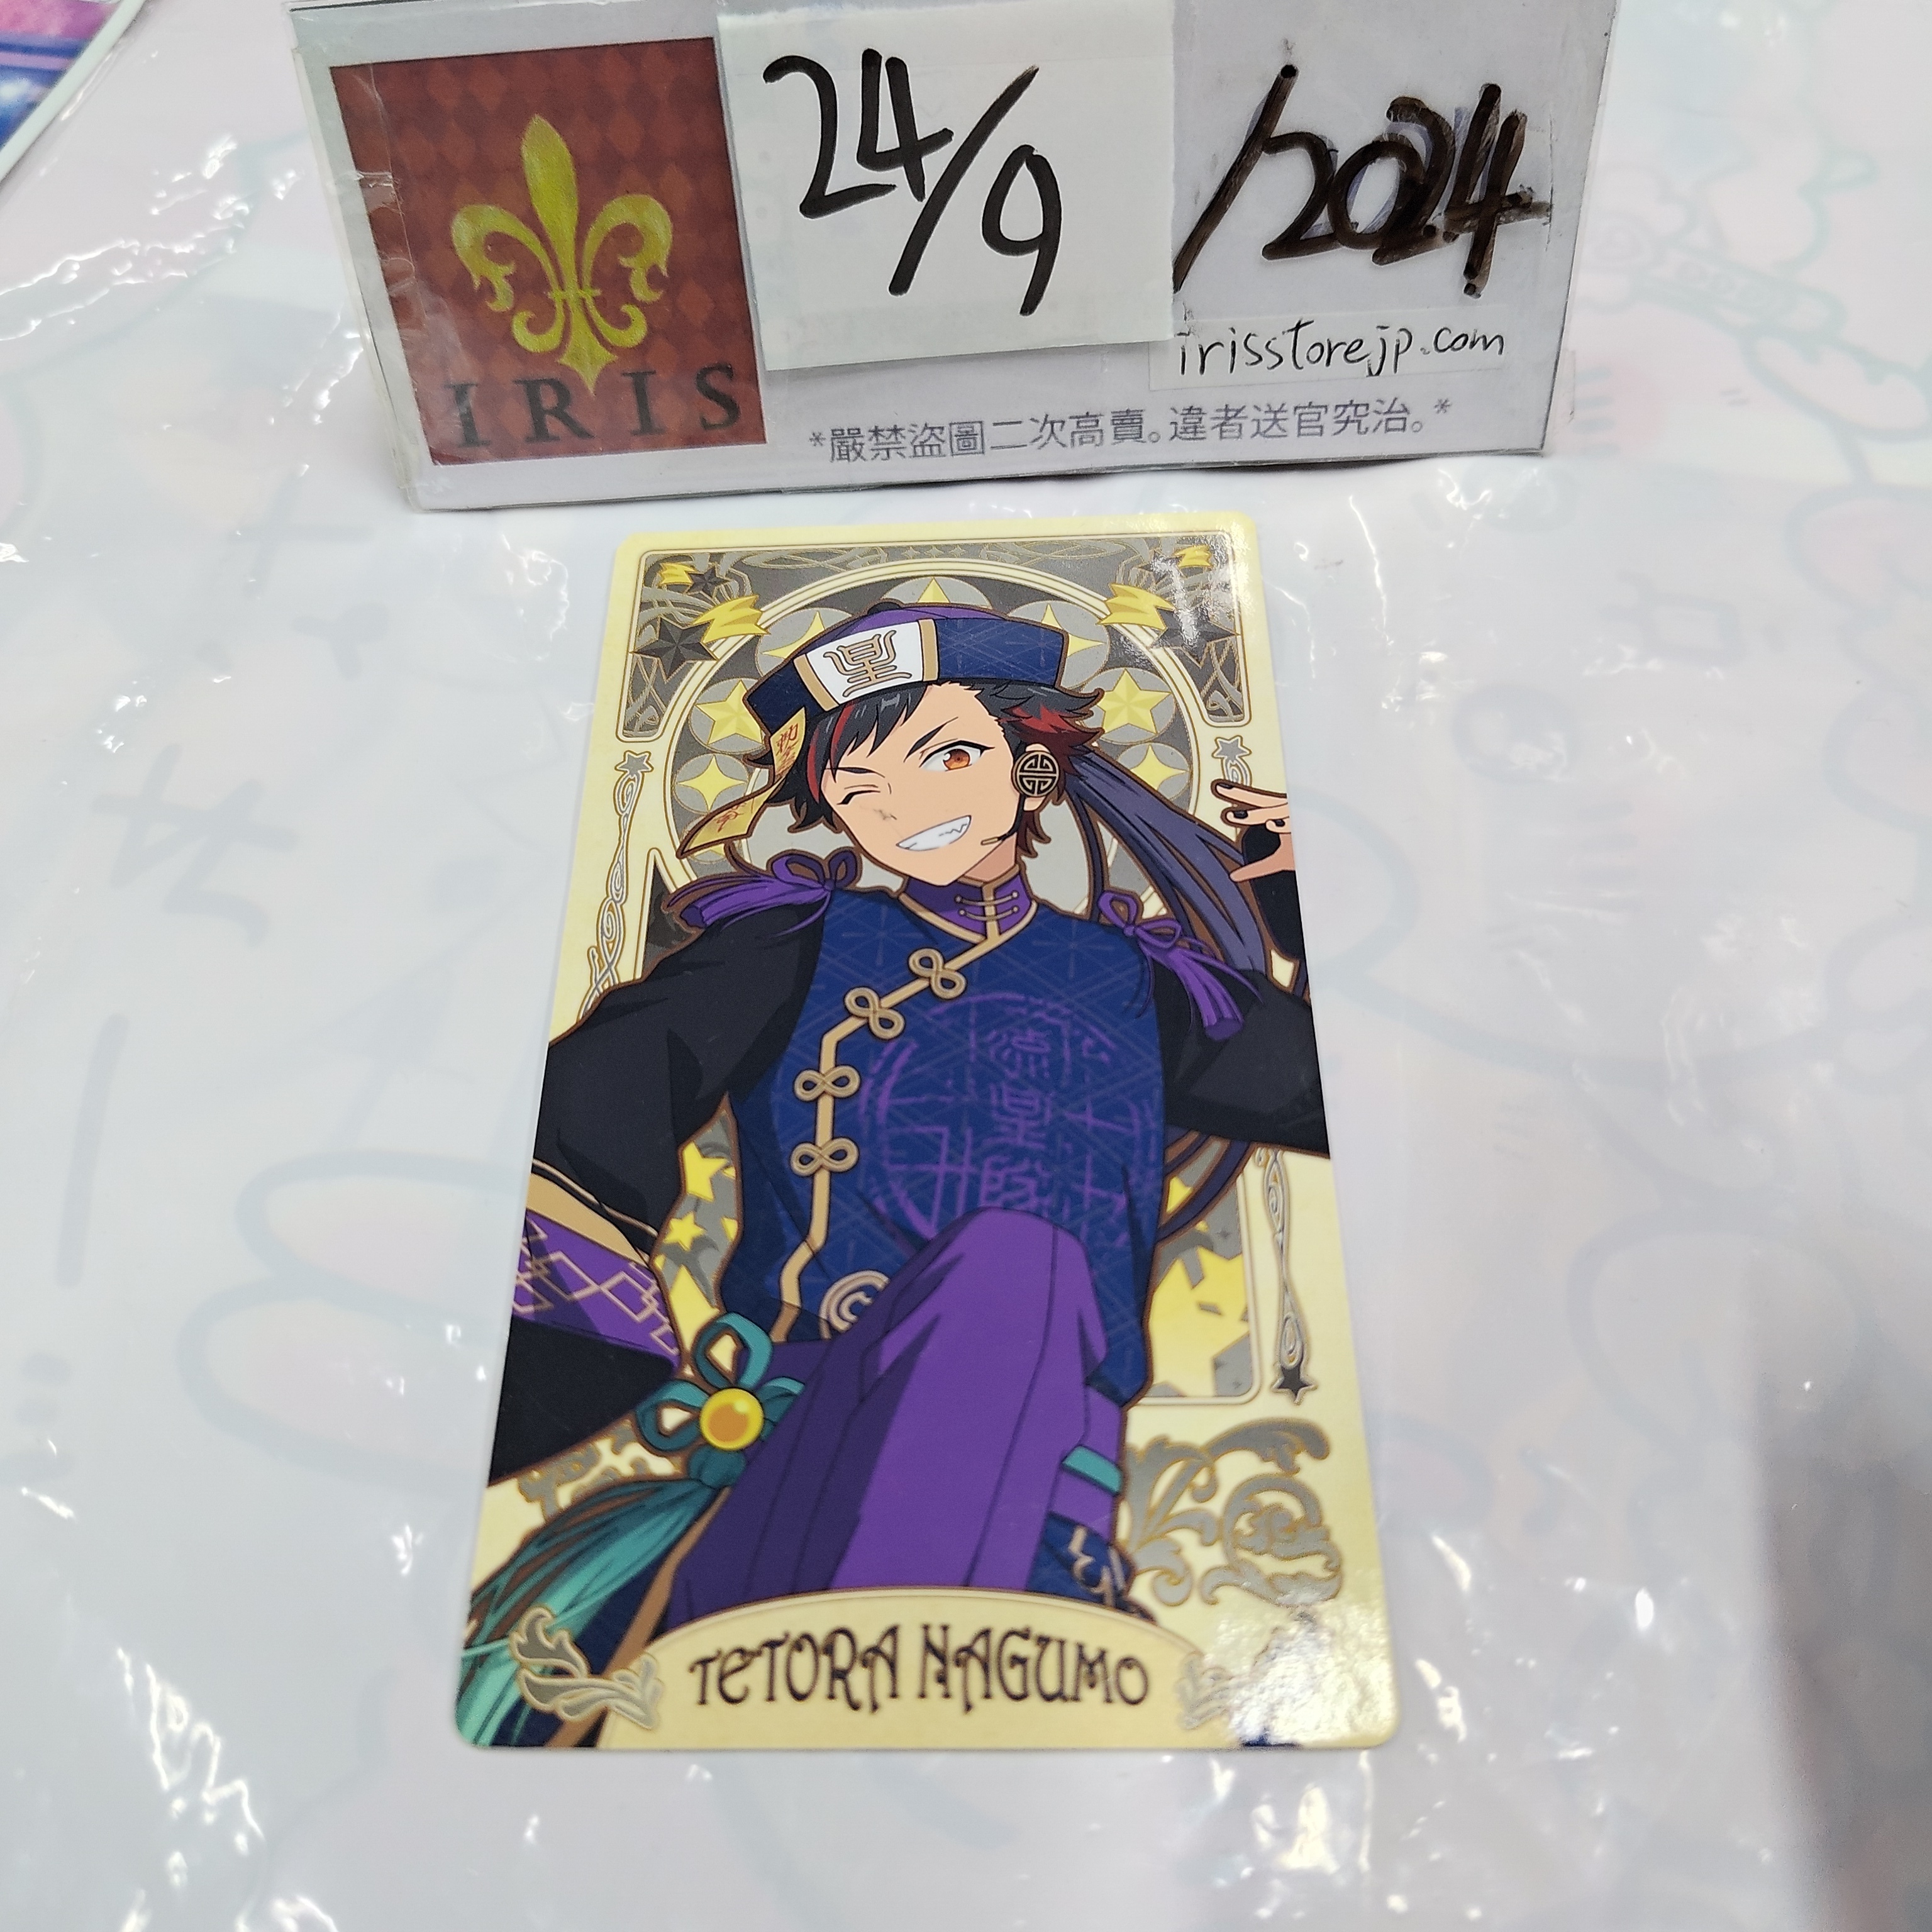 24/9/2024
IRIS
irisstorejp.com
*嚴禁盜圖二次高賣。違者送官究治。*
TETORA NAGUMO